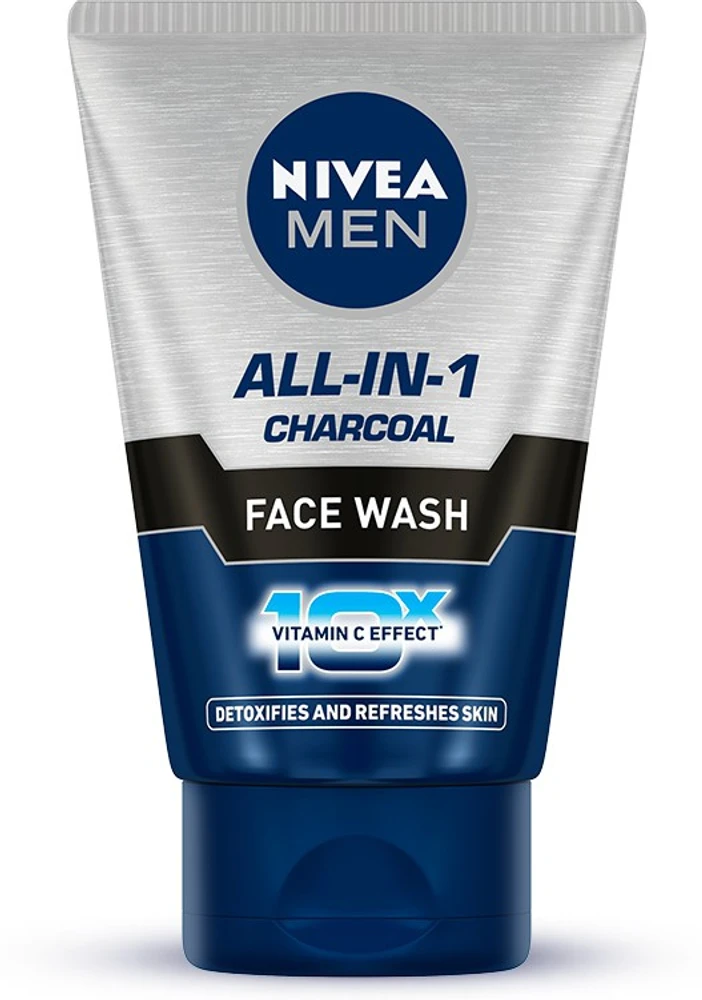 NIVEA
MEN
ALL-IN-1
CHARCOAL
FACE WASH
10X
VITAMIN C EFFECT*
DETOXIFIES AND REFRESHES SKIN